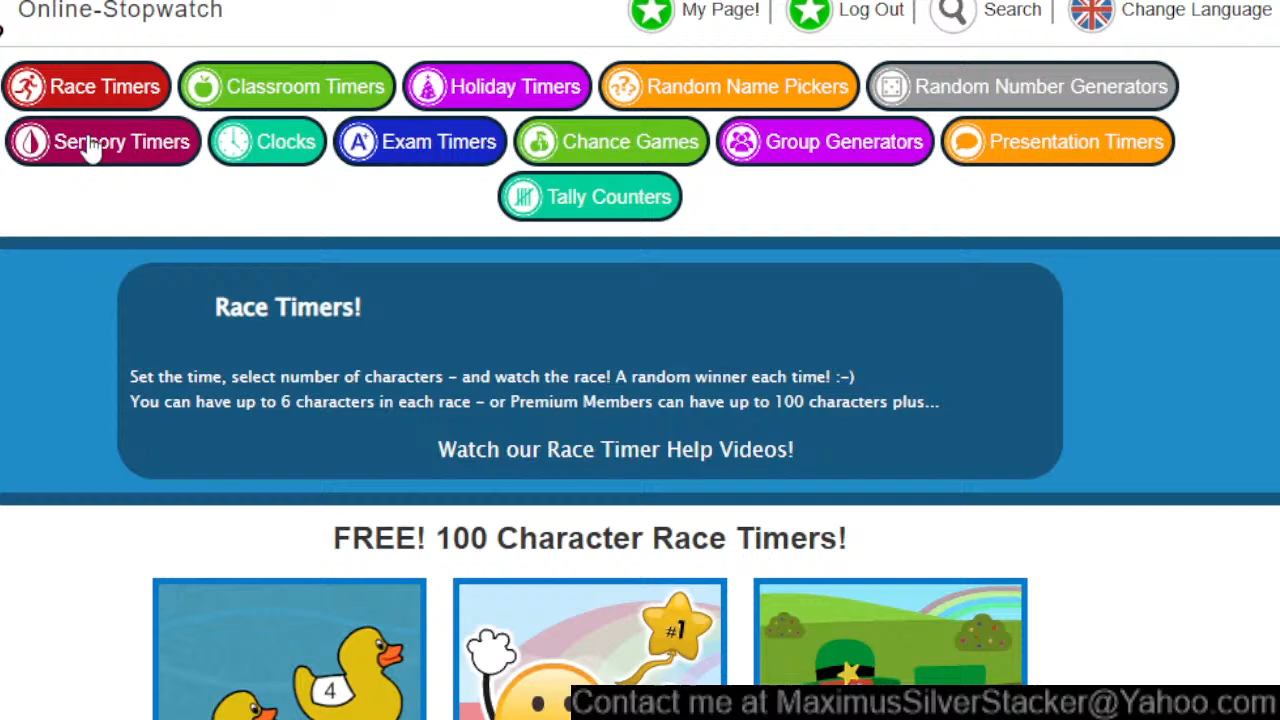 Online-Stopwatch
My Page! | Log Out | Search | Change Language
Race Timers Classroom Timers Holiday Timers Random Name Pickers Random Number Generators
Sensory Timers Clocks A+ Exam Timers Chance Games Group Generators Presentation Timers
Tally Counters
Race Timers!
Set the time, select number of characters - and watch the race! A random winner each time! :-)
You can have up to 6 characters in each race - or Premium Members can have up to 100 characters plus...
Watch our Race Timer Help Videos!
FREE! 100 Character Race Timers!
#1
4
Contact me at MaximusSilverStacker@Yahoo.com